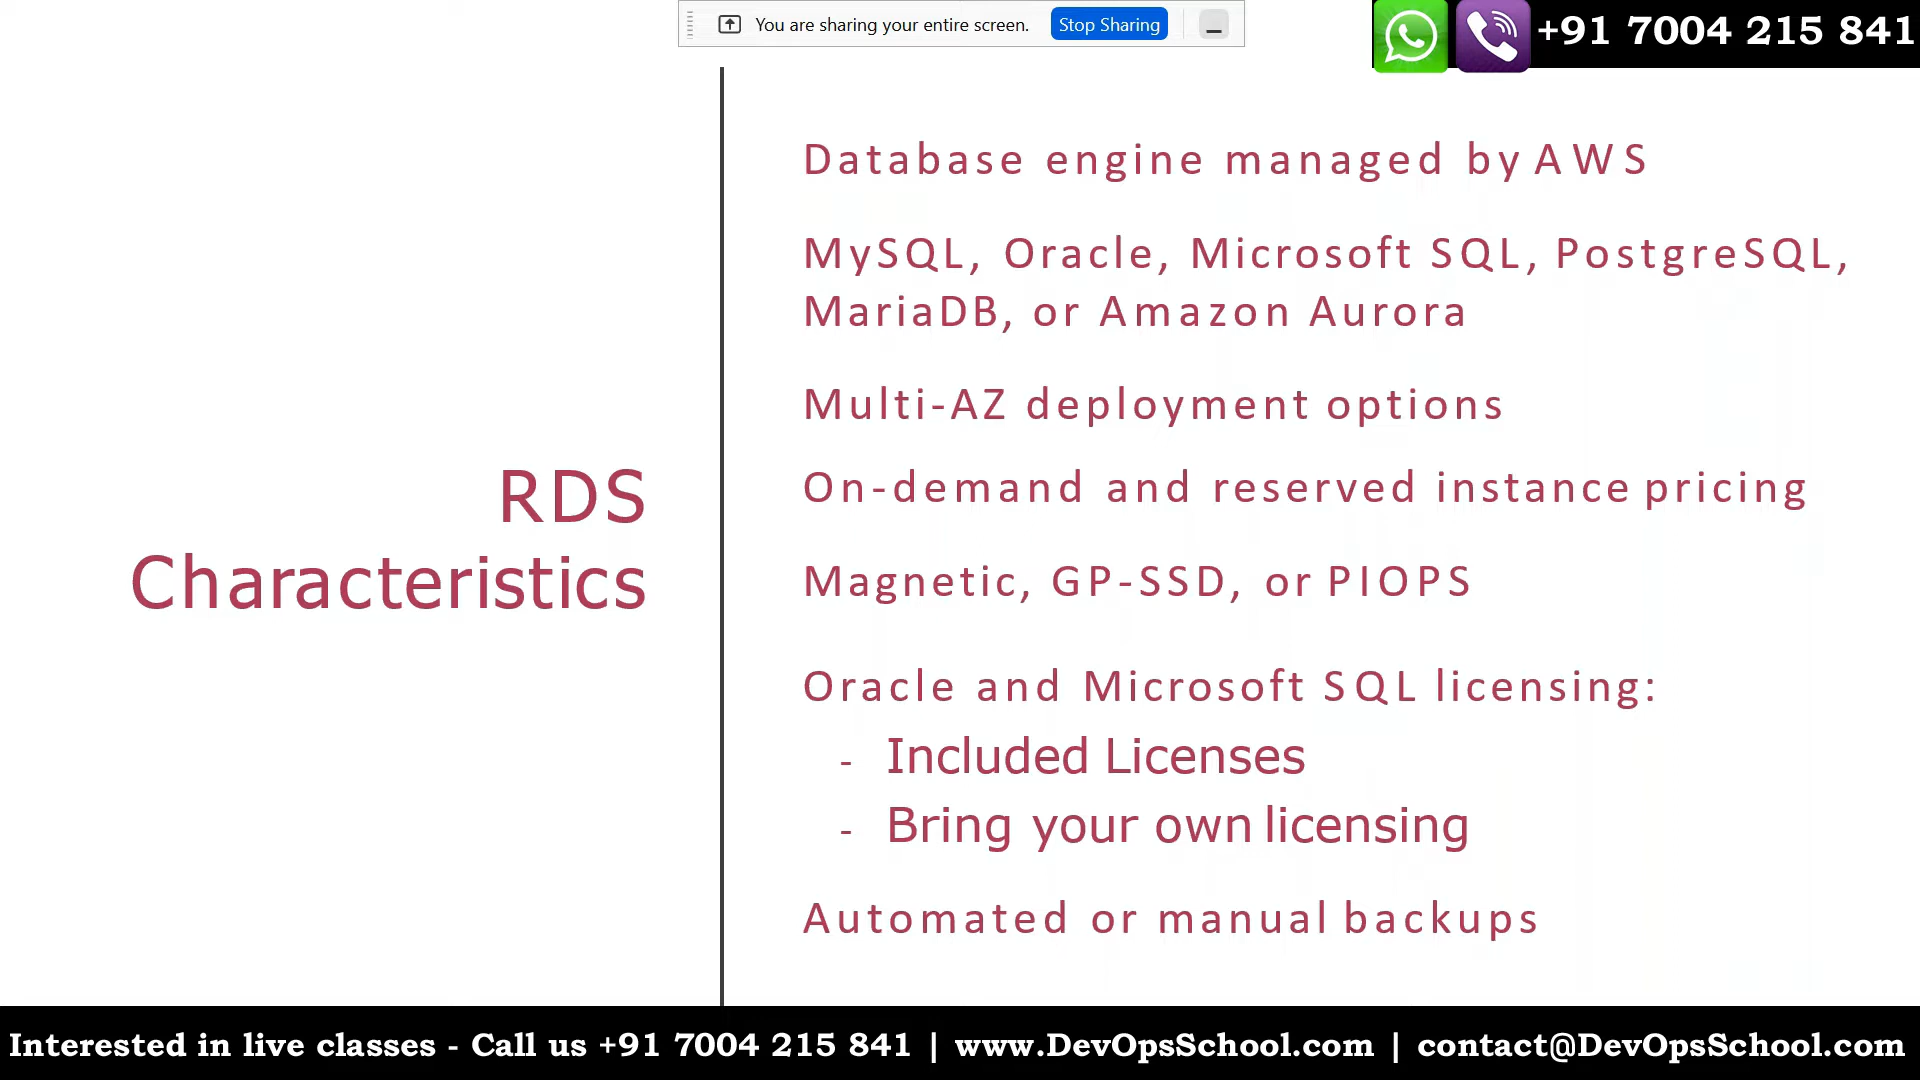 You are sharing your entire screen. Stop Sharing
+91 7004 215 841
RDS
Characteristics
Database engine managed by AWS
MySQL, Oracle, Microsoft SQL, PostgreSQL,
MariaDB, or Amazon Aurora
Multi-AZ deployment options
On-demand and reserved instance pricing
Magnetic, GP-SSD, or PIOPS
Oracle and Microsoft SQL licensing:
- Included Licenses
- Bring your own licensing
Automated or manual backups
Interested in live classes - Call us +91 7004 215 841 | www.DevOpsSchool.com | contact@DevOpsSchool.com